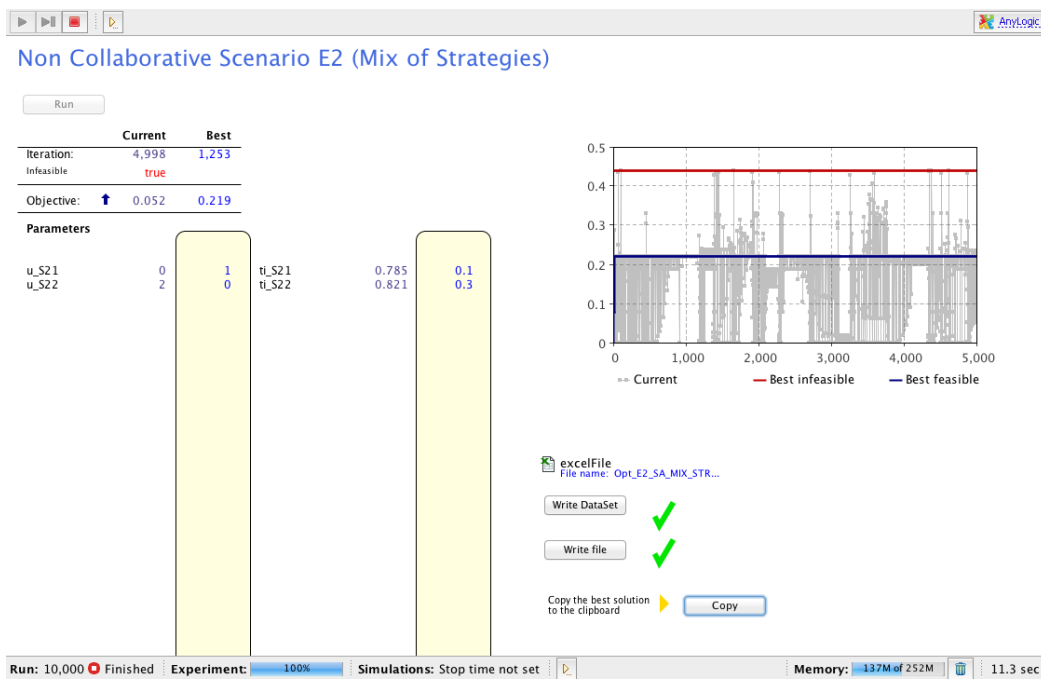 AnyLogic
Non Collaborative Scenario E2 (Mix of Strategies)
Run
Current Best
Iteration: 4,998 1,253
Infeasible true
Objective: 0.052 0.219
Parameters
u_S21 0 1 ti_S21 0.785 0.1
u_S22 2 0 ti_S22 0.821 0.3
0.5
0.4
0.3
0.2
0.1
0
0 1,000 2,000 3,000 4,000 5,000
Current Best infeasible Best feasible
excelFile
File name: Opt_E2_SA_MIX_STR...
Write DataSet
Write file
Copy the best solution
to the clipboard
Copy
Run: 10,000 Finished Experiment: 100% Simulations: Stop time not set Memory: 137M of 252M 11.3 sec